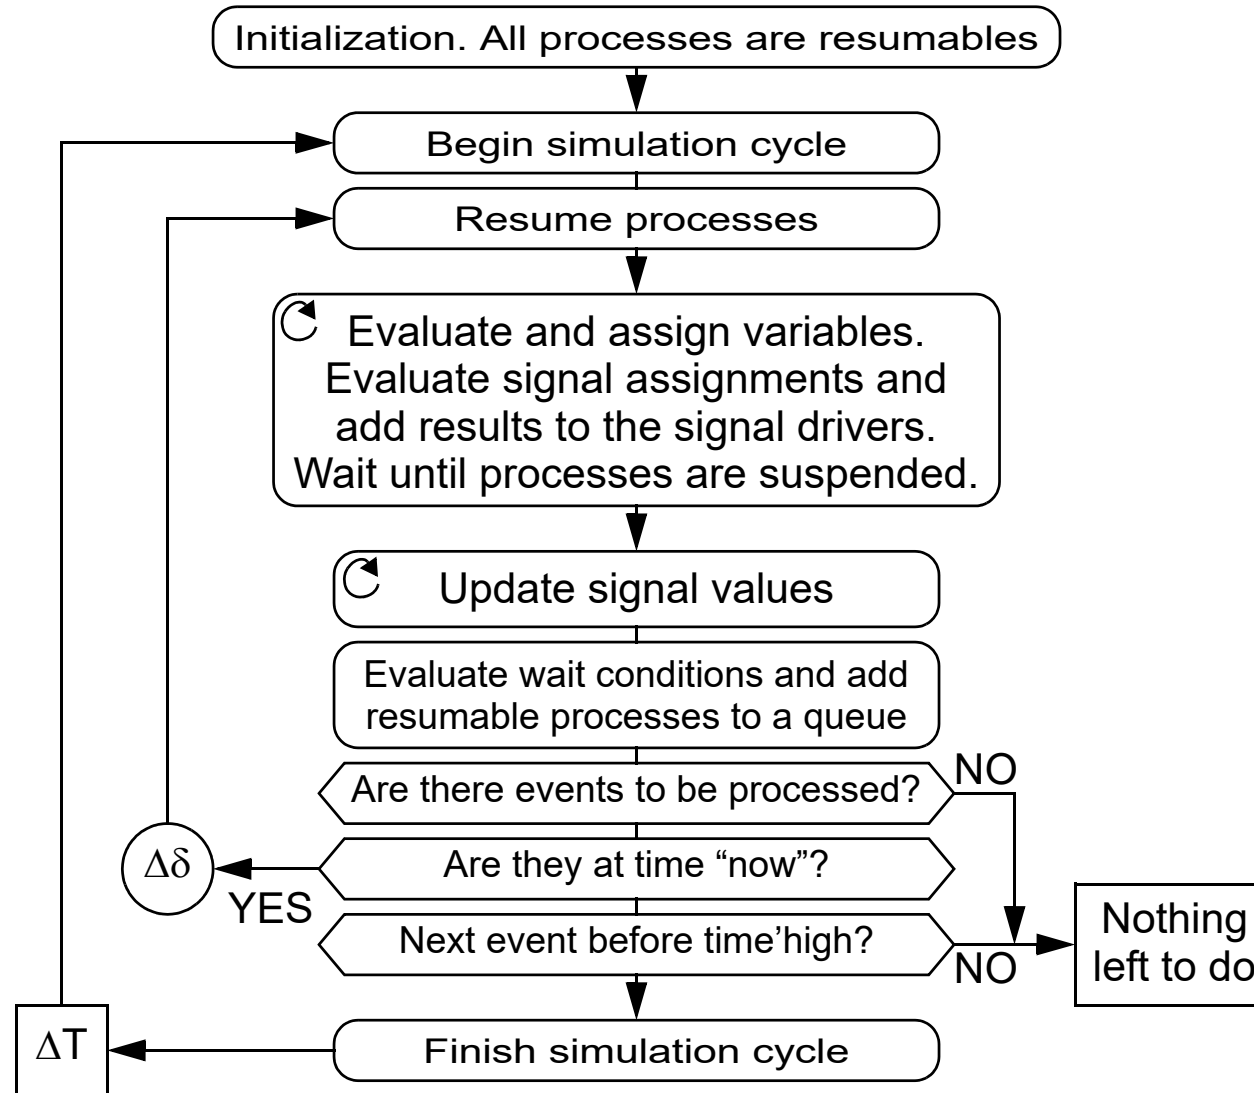 Initialization. All processes are resumables
Begin simulation cycle
Resume processes
Evaluate and assign variables.
Evaluate signal assignments and
add results to the signal drivers.
Wait until processes are suspended.
Update signal values
Evaluate wait conditions and add
resumable processes to a queue
Are there events to be processed?
NO
Are they at time “now”?
Δδ
YES
Next event before time’high?
NO
Nothing
left to do
Finish simulation cycle
ΔT